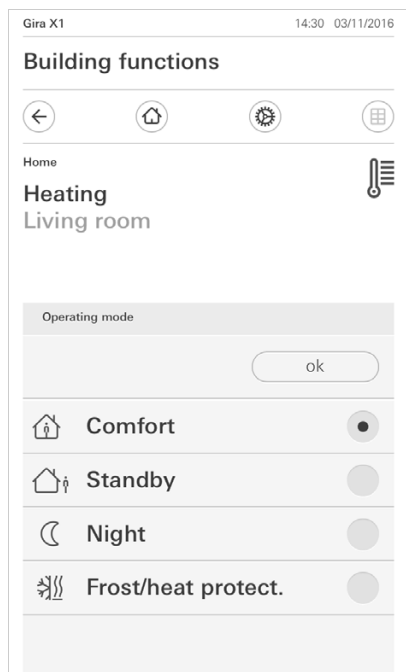 Gira X1 14:30 03/11/2016
Building functions
Home
Heating
Living room
Operating mode
ok
Comfort
Standby
Night
Frost/heat protect.